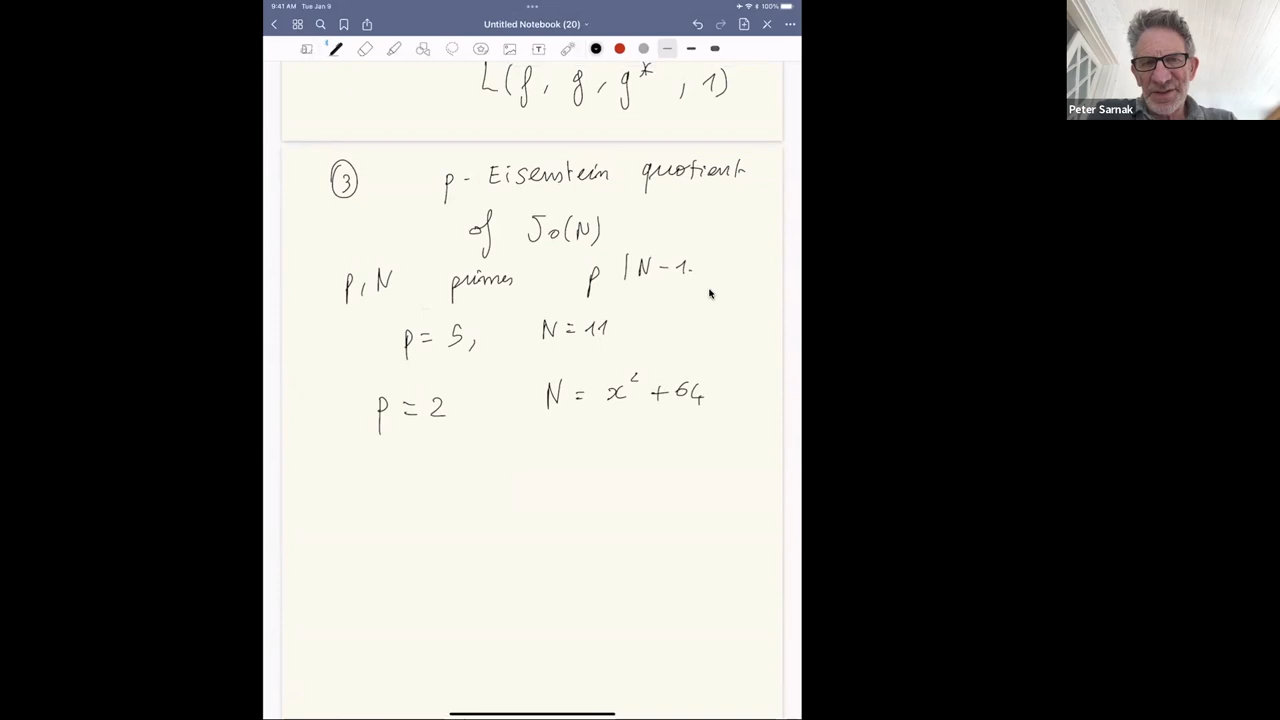 9:41 AM Tue Jan 9
100%
Untitled Notebook (20)
L(f, g, g*, 1)
Peter Sarnak
③ p - Eisenstein quotient
of J₀(N)
p, N primes p | N - 1.
p = 5, N = 11
p = 2 N = x² + 64